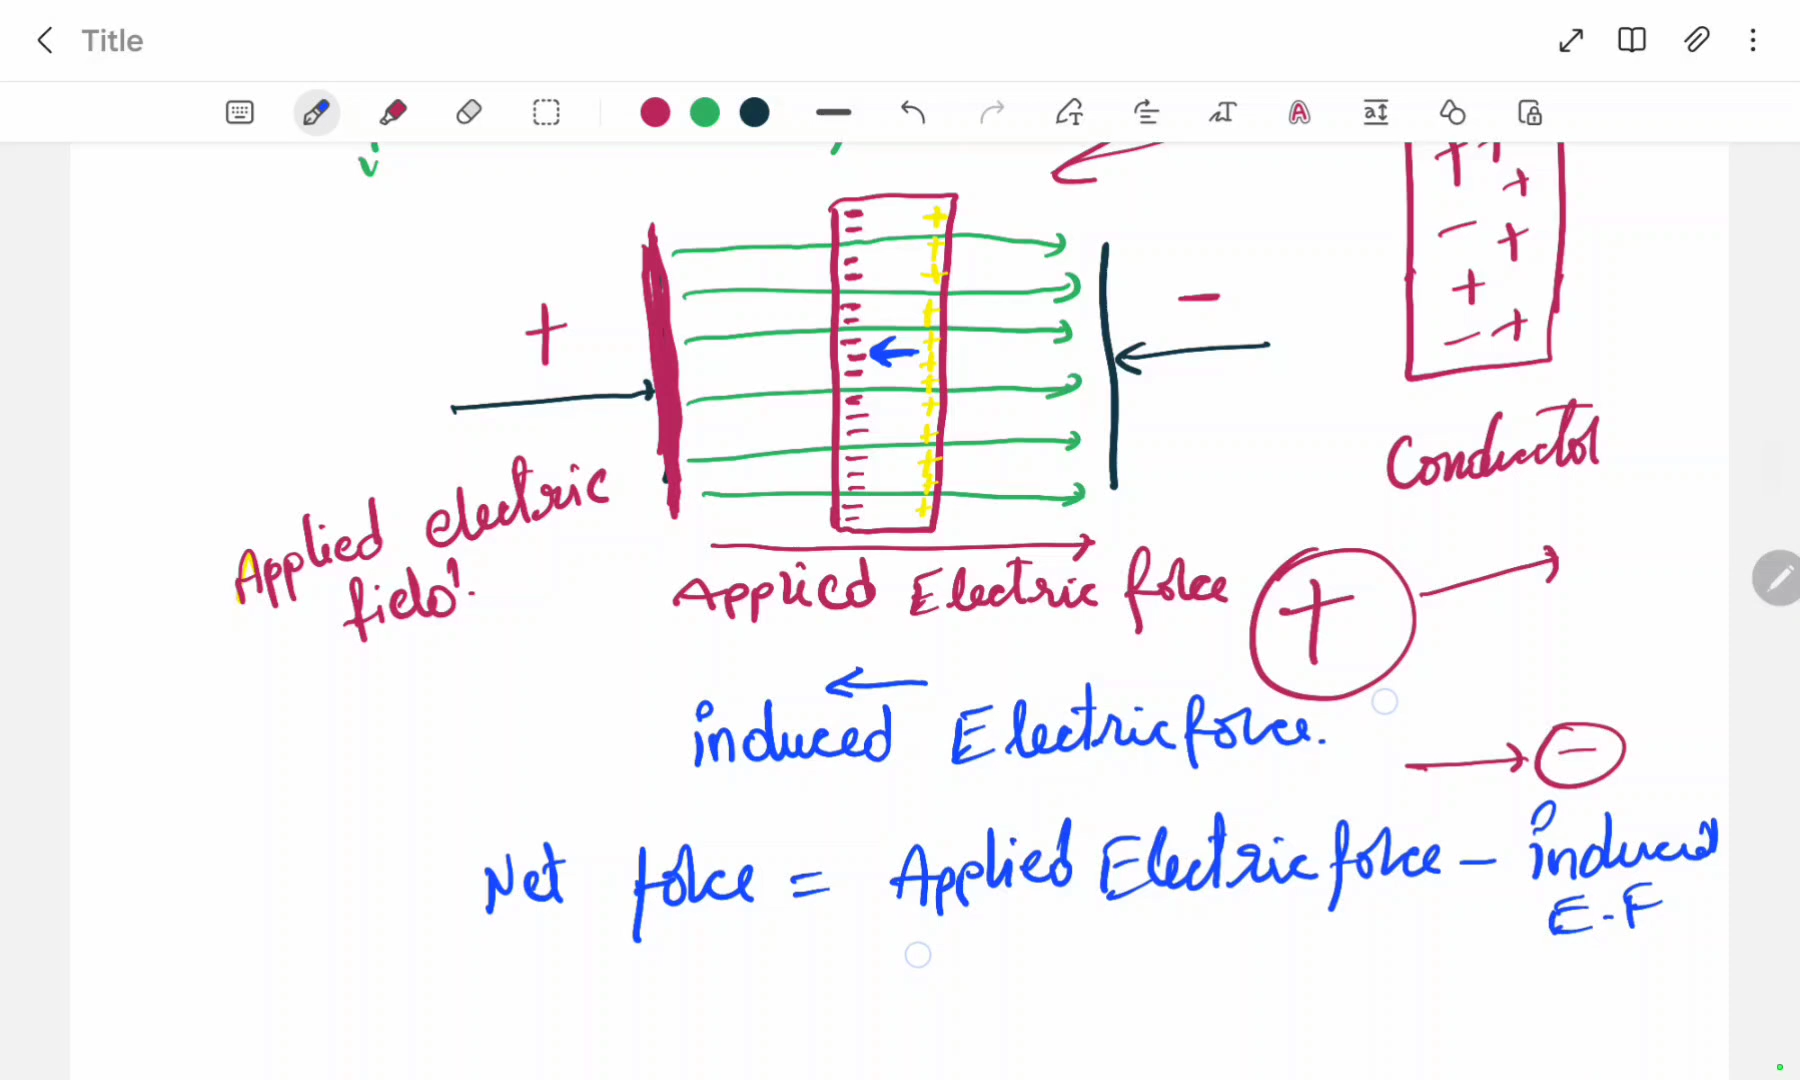 Title
Conductor
Applied electric
field.
Applied Electric force
induced Electric force.
Net force = Applied Electric force - induced
E-F